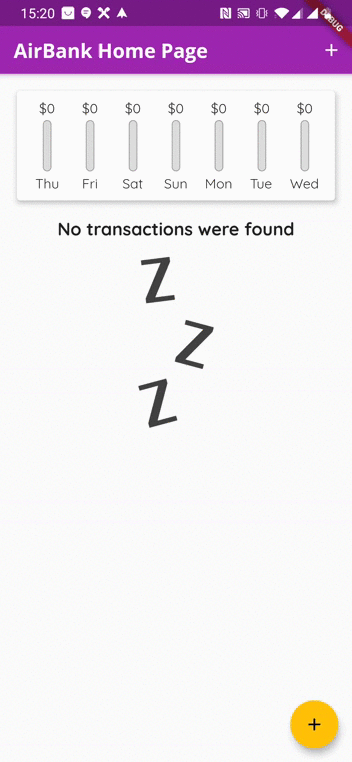 15:20
DEBUG
AirBank Home Page +
$0 $0 $0 $0 $0 $0 $0
Thu Fri Sat Sun Mon Tue Wed
No transactions were found
Z
Z
Z
+